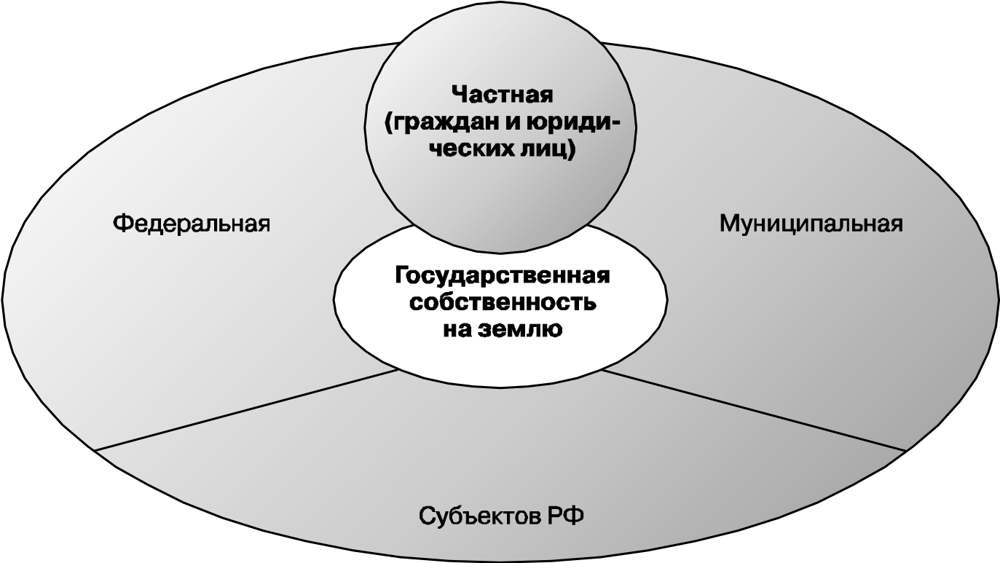 Частная
(граждан и юриди-
ческих лиц)
Федеральная
Муниципальная
Государственная
собственность
на землю
Субъектов РФ